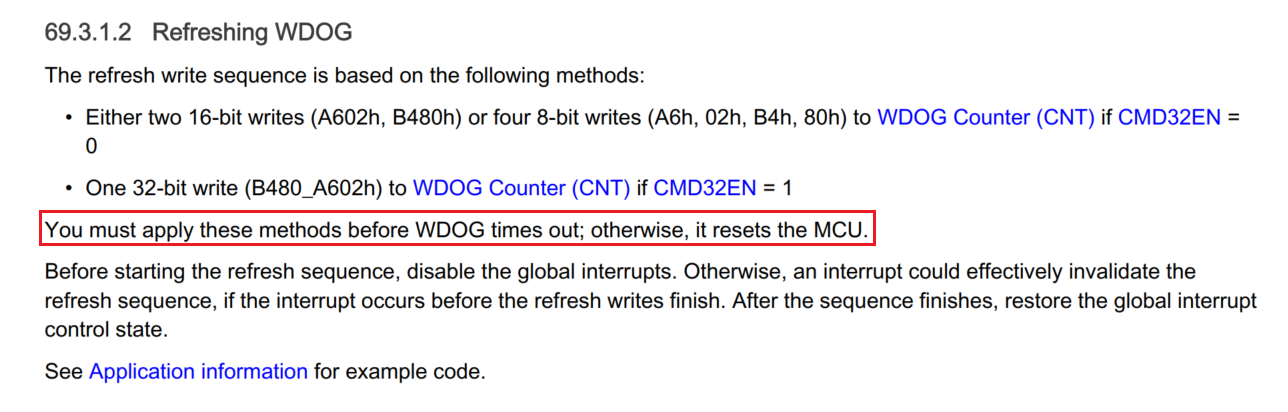 69.3.1.2 Refreshing WDOG
The refresh write sequence is based on the following methods:
• Either two 16-bit writes (A602h, B480h) or four 8-bit writes (A6h, 02h, B4h, 80h) to WDOG Counter (CNT) if CMD32EN =
0
• One 32-bit write (B480_A602h) to WDOG Counter (CNT) if CMD32EN = 1
You must apply these methods before WDOG times out; otherwise, it resets the MCU.
Before starting the refresh sequence, disable the global interrupts. Otherwise, an interrupt could effectively invalidate the
refresh sequence, if the interrupt occurs before the refresh writes finish. After the sequence finishes, restore the global interrupt
control state.
See Application information for example code.